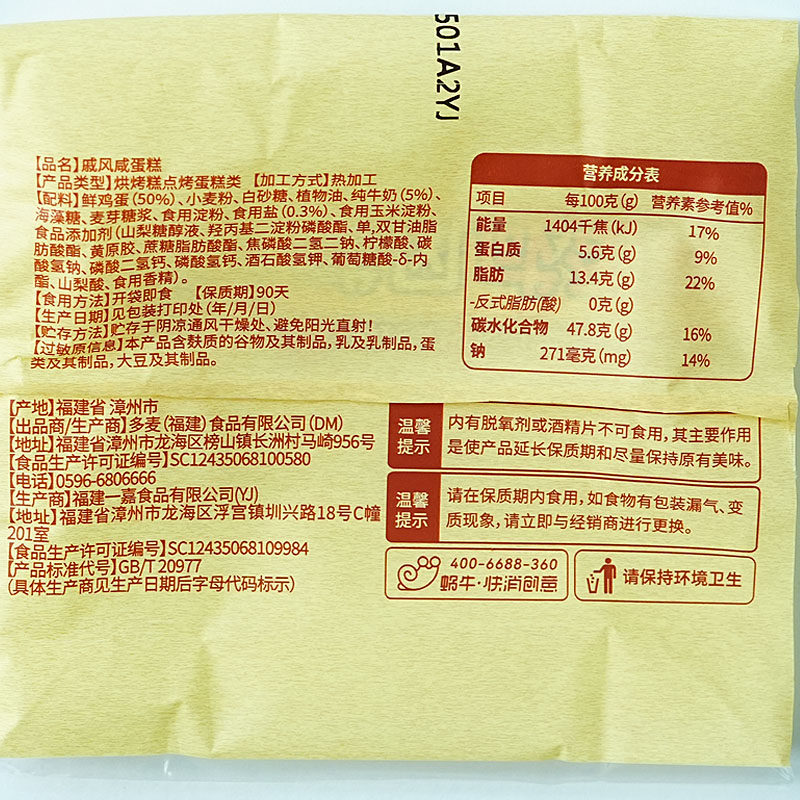 501A2YJ
【品名】戚风咸蛋糕
【产品类型】烘烤糕点烤蛋糕类 【加工方式】热加工
【配料】鲜鸡蛋(50%)、小麦粉、白砂糖、植物油、纯牛奶(5%)、
海藻糖、麦芽糖浆、食用淀粉、食用盐(0.3%)、食用玉米淀粉、
食品添加剂(山梨糖醇液、羟丙基二淀粉磷酸酯、单,双甘油脂
肪酸酯、黄原胶、蔗糖脂肪酸酯、焦磷酸二氢二钠、柠檬酸、碳
酸氢钠、磷酸二氢钙、磷酸氢钙、酒石酸氢钾、葡萄糖酸-δ-内
酯、山梨酸、食用香精)。
【食用方法】开袋即食 【保质期】90天
【生产日期】见包装打印处(年/月/日)
【贮存方法】贮存于阴凉通风干燥处、避免阳光直射!
【过敏原信息】本产品含麸质的谷物及其制品,乳及乳制品,蛋
类及其制品,大豆及其制品。
营养成分表
项目 每100克(g) 营养素参考值%
能量 1404千焦(kJ) 17%
蛋白质 5.6克(g) 9%
脂肪 13.4克(g) 22%
-反式脂肪(酸) 0克(g)
碳水化合物 47.8克(g) 16%
钠 271毫克(mg) 14%
【产地】福建省 漳州市
【出品商/生产商】多麦(福建)食品有限公司(DM)
【地址】福建省漳州市龙海区榜山镇长洲村马崎956号
【食品生产许可证编号】SC12435068100580
【电话】0596-6806666
【生产商】福建一嘉食品有限公司(YJ)
【地址】福建省漳州市龙海区浮宫镇圳兴路18号C幢
201室
【食品生产许可证编号】SC12435068109984
【产品标准代号】GB/T 20977
(具体生产商见生产日期后字母代码标示)
温馨
提示
内有脱氧剂或酒精片不可食用,其主要作用
是使产品延长保质期和尽量保持原有美味。
温馨
提示
请在保质期内食用,如食物有包装漏气、变
质现象,请立即与经销商进行更换。
400-6688-360
蜗牛·快消创意
请保持环境卫生